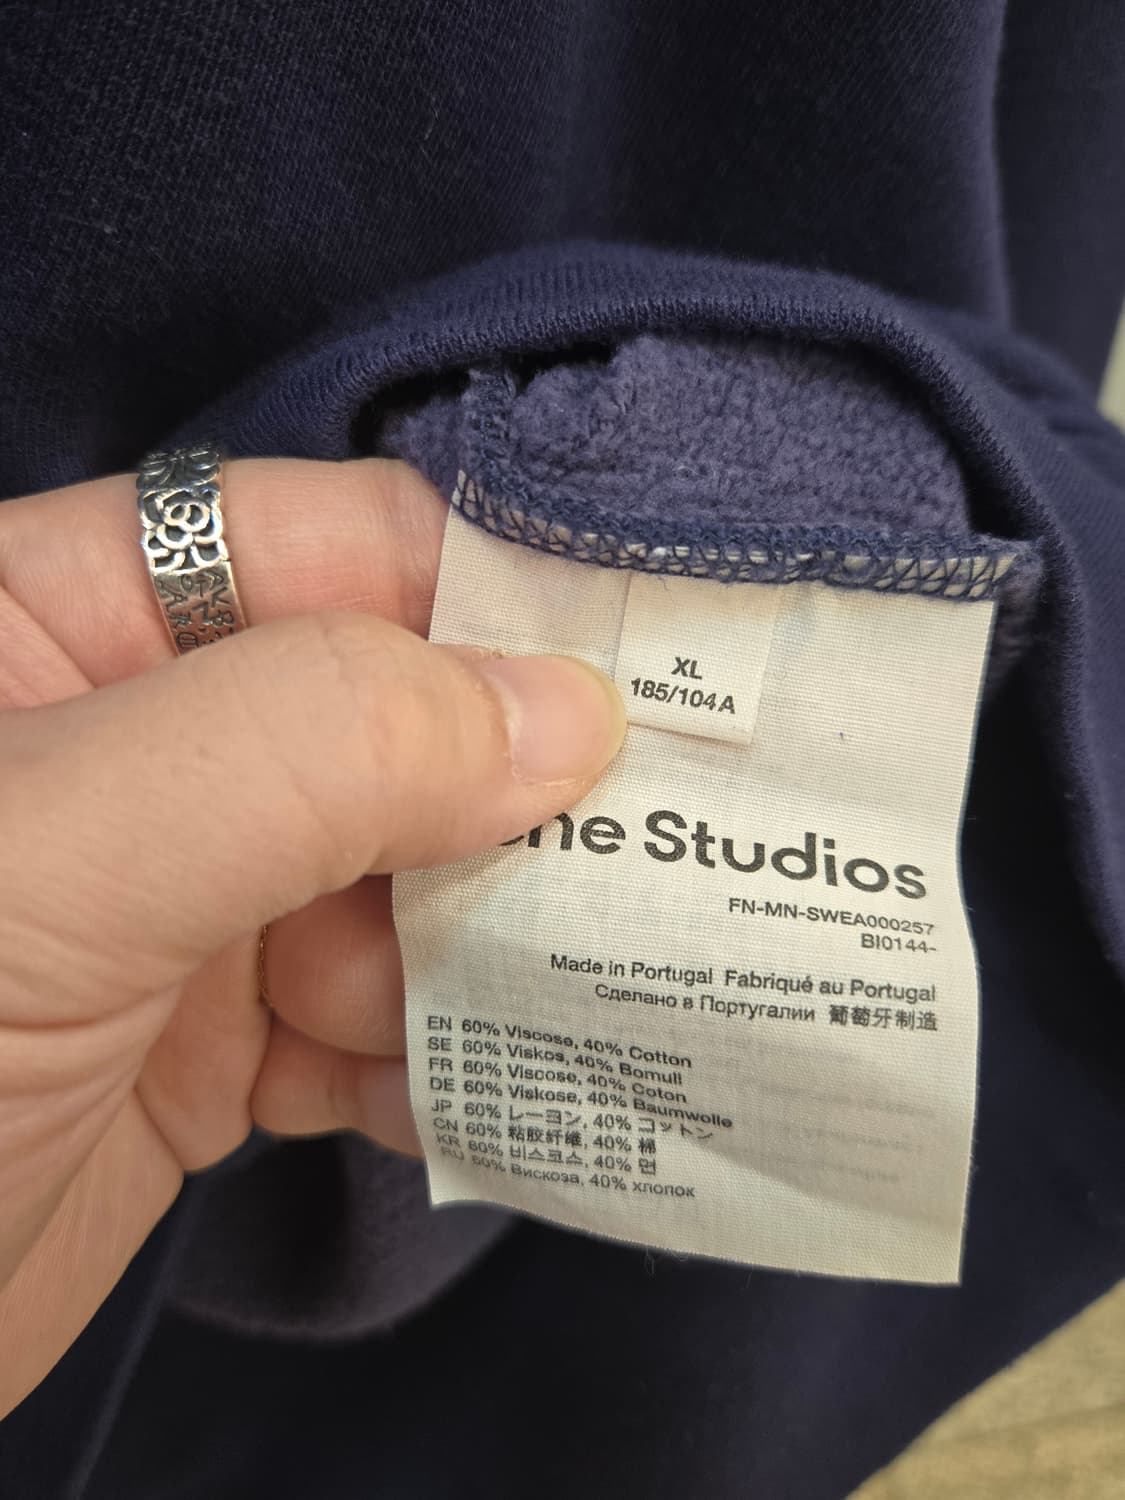 XL
185/104A
ne Studios
FN-MN-SWEA000257
BI0144-
Made in Portugal Fabriqué au Portugal
Сделано в Португалии 葡萄牙制造
EN 60% Viscose, 40% Cotton
SE 60% Viskos, 40% Bomull
FR 60% Viscose, 40% Coton
DE 60% Viskose, 40% Baumwolle
JP 60% レーヨン, 40% コットン
CN 60% 粘胶纤维, 40% 棉
KR 60% 비스코스, 40% 면
RU 60% Вискоза, 40% хлопок